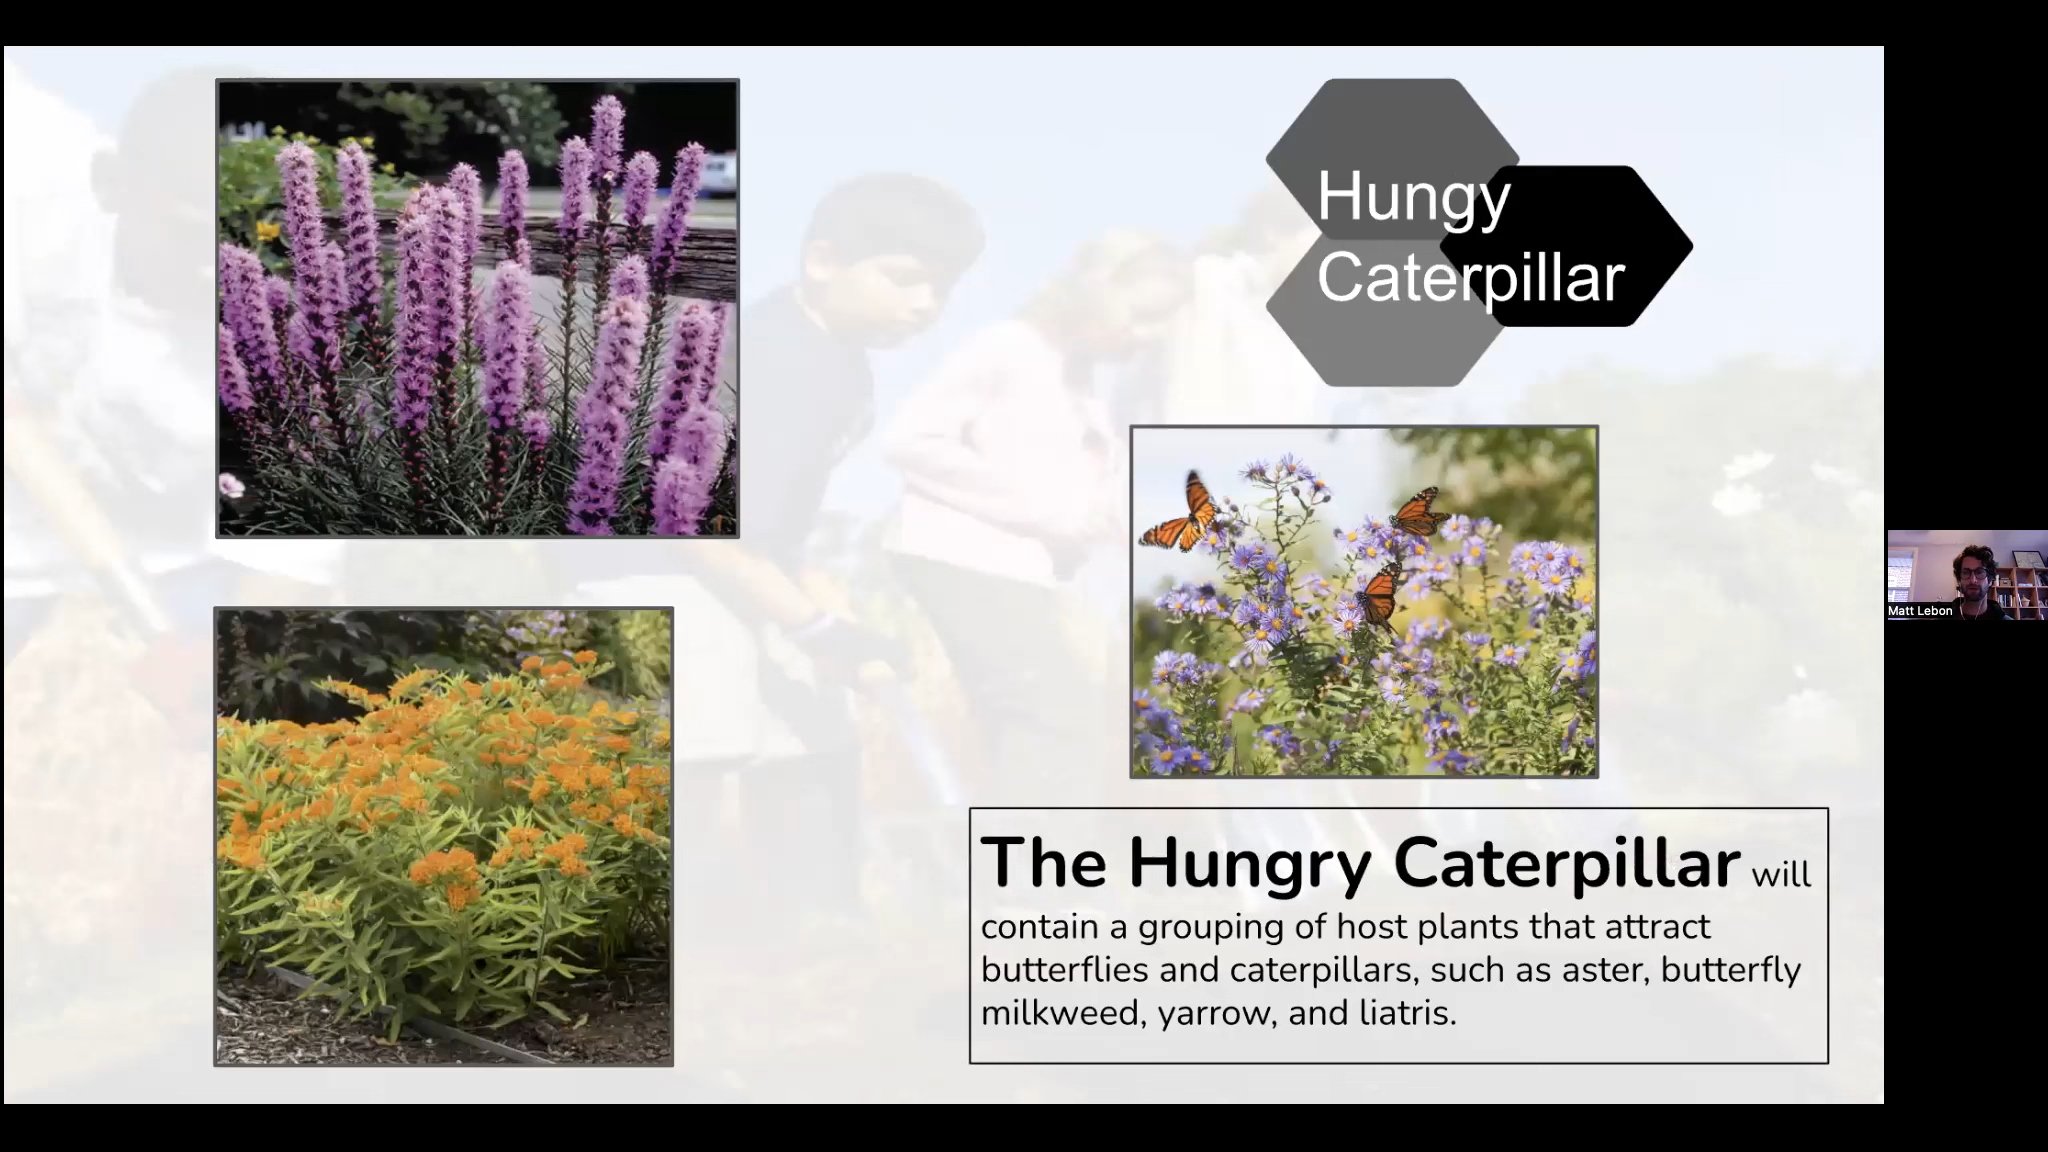 Hungy
Caterpillar
The Hungry Caterpillar will
contain a grouping of host plants that attract
butterflies and caterpillars, such as aster, butterfly
milkweed, yarrow, and liatris.
Matt Lebon